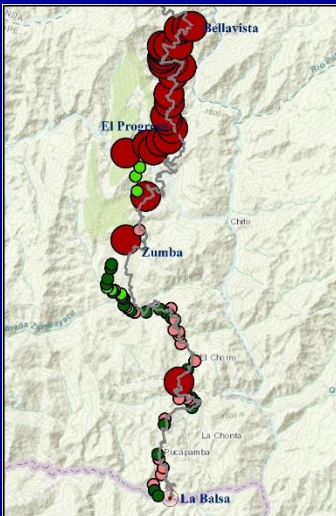 Bellavista
El Progreso
Chito
Zumba
El Chorro
La Chonta
Pucapamba
La Balsa